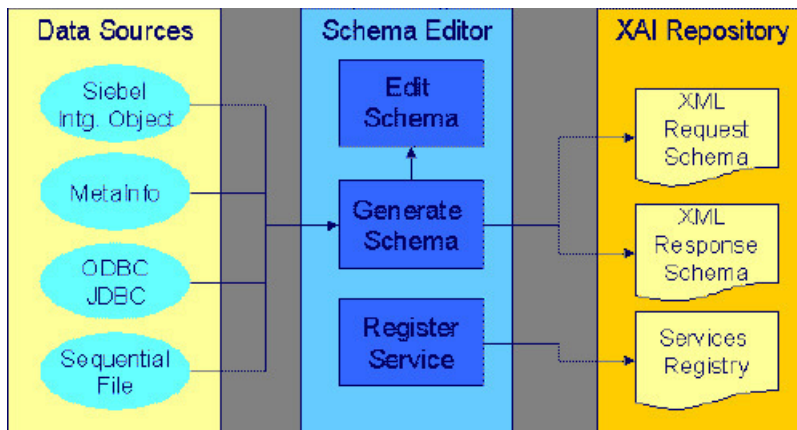 Data Sources
Siebel
Intg. Object
MetaInfo
ODBC
JDBC
Sequential
File
Schema Editor
Edit
Schema
Generate
Schema
Register
Service
XAI Repository
XML
Request
Schema
XML
Response
Schema
Services
Registry